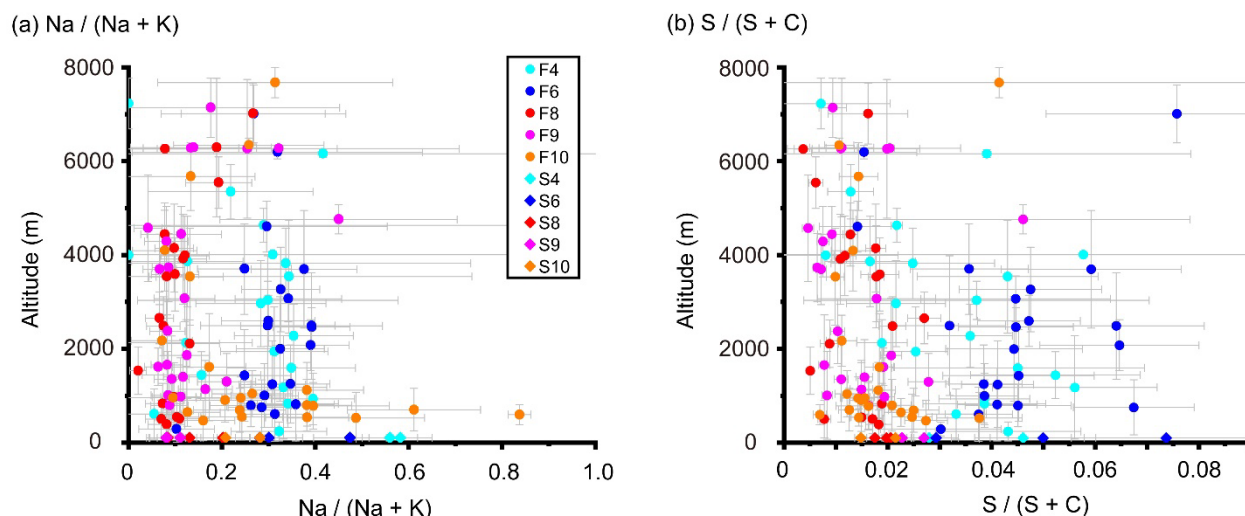 (a) Na / (Na + K)
(b) S / (S + C)
8000
6000
4000
2000
0
Altitude (m)
0
0.2
0.4
0.6
0.8
1.0
Na / (Na + K)
F4
F6
F8
F9
F10
S4
S6
S8
S9
S10
8000
6000
4000
2000
0
Altitude (m)
0
0.02
0.04
0.06
0.08
S / (S + C)